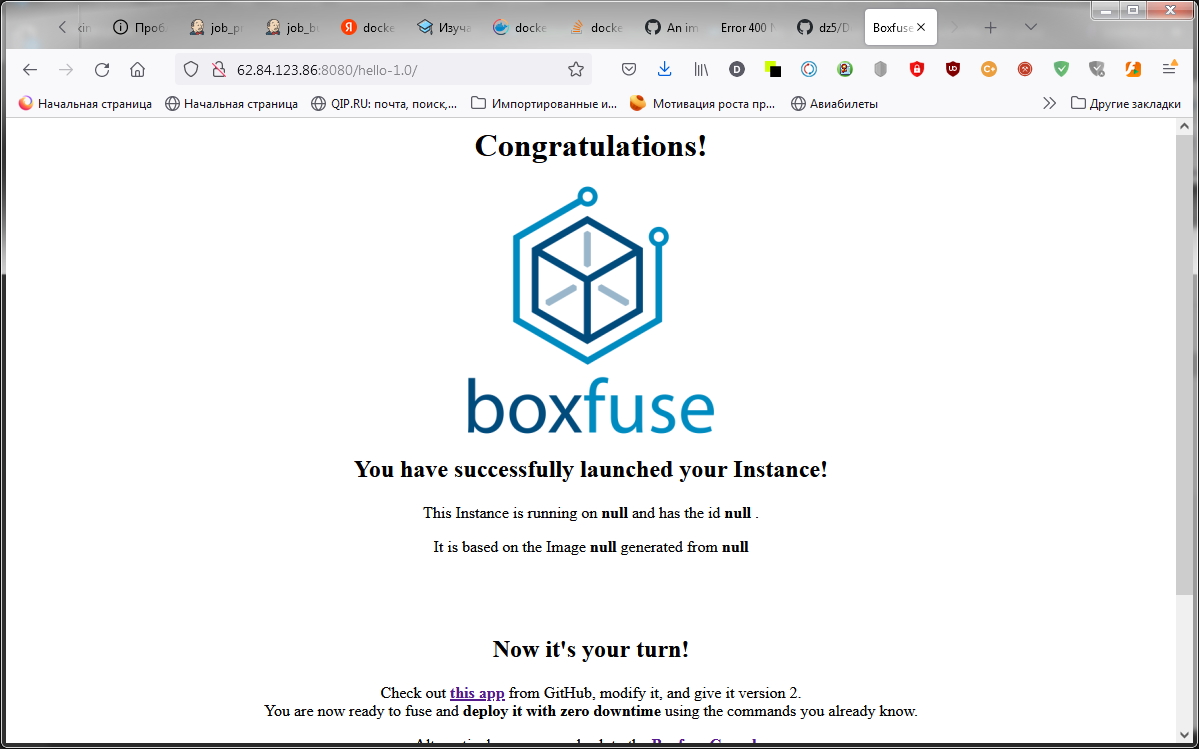 Проб
job_pr
job_bu
Я docke
Изуча
docke
docke
An im
Error 400
dz5/D
Boxfuse
62.84.123.86:8080/hello-1.0/
Начальная страница
Начальная страница
QIP.RU: почта, поиск,...
Импортированные и...
Мотивация роста пр...
Авиабилеты
Другие закладки
Congratulations!
boxfuse
You have successfully launched your Instance!
This Instance is running on null and has the id null .
It is based on the Image null generated from null
Now it's your turn!
Check out this app from GitHub, modify it, and give it version 2.
You are now ready to fuse and deploy it with zero downtime using the commands you already know.